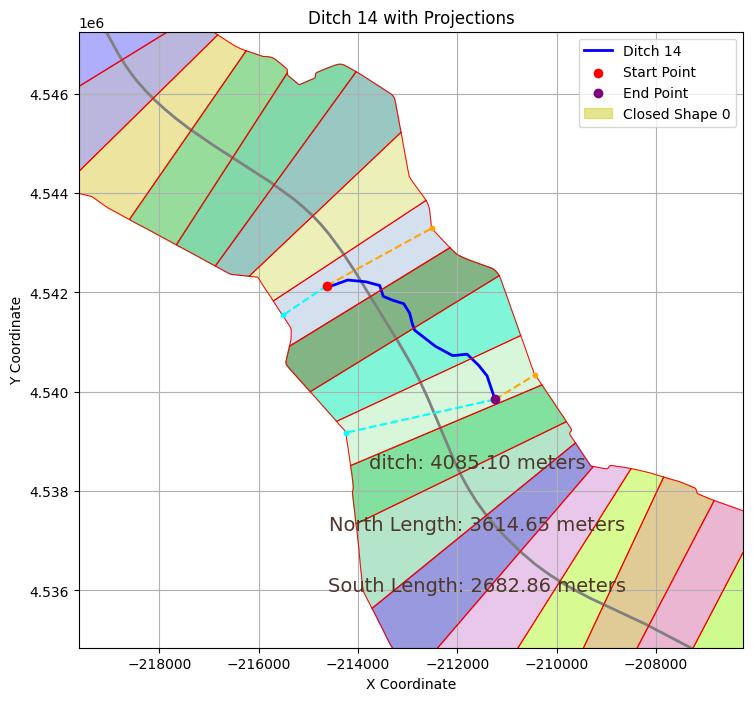 Ditch 14 with Projections
1e6
Ditch 14
Start Point
End Point
Closed Shape 0
4.546
4.544
4.542
4.540
4.538
4.536
Y Coordinate
ditch: 4085.10 meters
North Length: 3614.65 meters
South Length: 2682.86 meters
−218000
−216000
−214000
−212000
−210000
−208000
X Coordinate